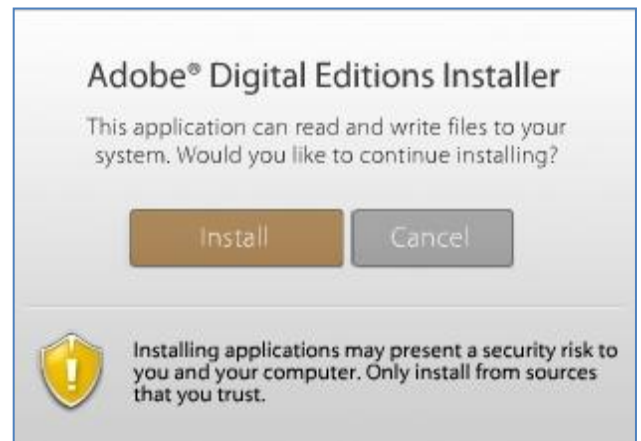 Adobe® Digital Editions Installer
This application can read and write files to your
system. Would you like to continue installing?
Install
Cancel
Installing applications may present a security risk to
you and your computer. Only install from sources
that you trust.